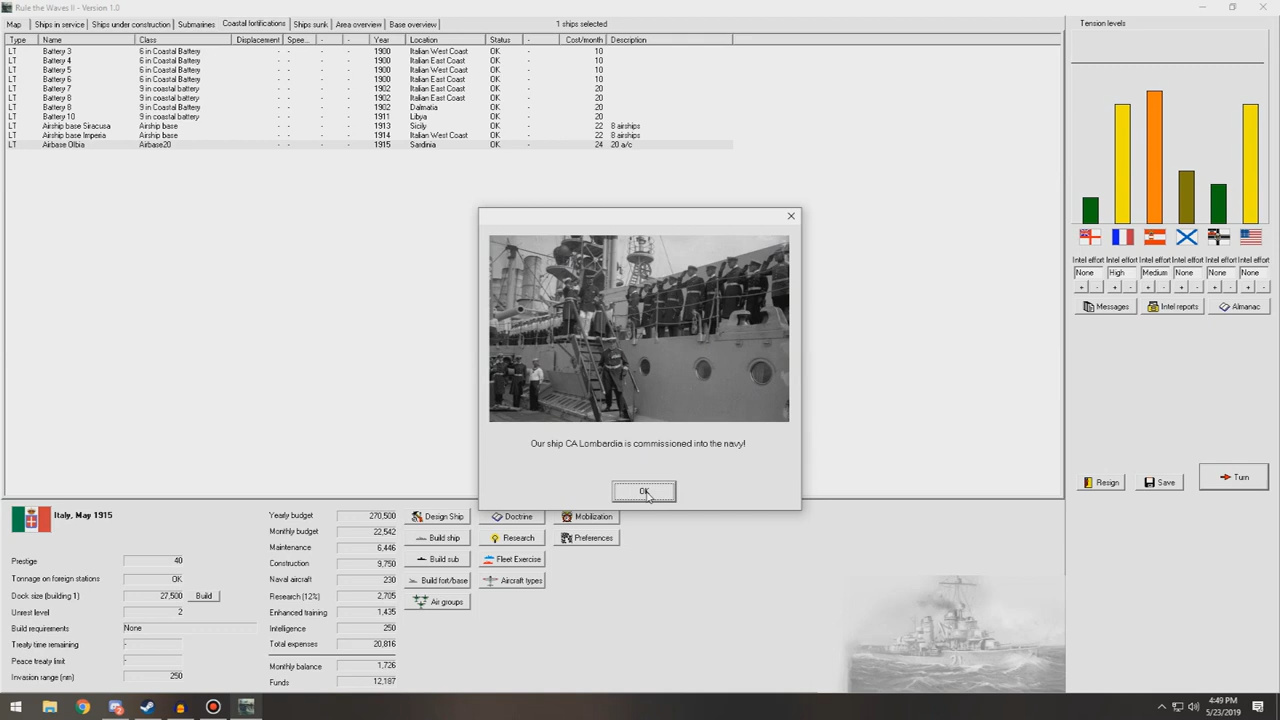 Rule the Waves II - Version 1.0
Map Ships in service Ships under construction Submarines Coastal fortifications Ships sunk Area overview Base overview 1 ships selected
Type Name Class Displacement Spee... - - Year Location Status - Cost/month Description
LT Battery 3 6 in Coastal Battery - - - - 1900 Italian West Coast OK - 10
LT Battery 4 6 in Coastal Battery - - - - 1900 Italian East Coast OK - 10
LT Battery 5 6 in Coastal Battery - - - - 1900 Italian West Coast OK - 10
LT Battery 6 6 in Coastal Battery - - - - 1900 Italian East Coast OK - 10
LT Battery 7 9 in coastal battery - - - - 1902 Italian West Coast OK - 20
LT Battery 8 9 in coastal battery - - - - 1902 Italian East Coast OK - 20
LT Battery 8 9 in Coastal Battery - - - - 1902 Dalmatia OK - 20
LT Battery 10 9 in Coastal Battery - - - - 1911 Libya OK - 20
LT Airship base Siracusa Airship base - - - - 1913 Sicily OK - 22 8 airships
LT Airship base Imperia Airship base - - - - 1914 Italian West Coast OK - 22 8 airships
LT Airbase Olbia Airbase20 - - - - 1915 Sardinia OK - 24 20 a/c
Tension levels
Intel effort Intel effort Intel effort Intel effort Intel effort Intel effort
None High Medium None None None
+ - + - + - + - + - + -
Messages Intel reports Almanac
Our ship CA Lombardia is commissioned into the navy!
OK
Resign Save Turn
Italy, May 1915
Prestige 40
Tonnage on foreign stations OK
Dock size (building 1) 27,500 Build
Unrest level 2
Build requirements None
Treaty time remaining -
Peace treaty limit -
Invasion range (nm) 250
Yearly budget 270,500
Monthly budget 22,542
Maintenance 6,446
Construction 9,750
Naval aircraft 230
Research (12%) 2,705
Enhanced training 1,435
Intelligence 250
Total expenses 20,816
Monthly balance 1,726
Funds 12,187
Design Ship Doctrine Mobilization
Build ship Research Preferences
Build sub Fleet Exercise
Build fort/base Aircraft types
Air groups
4:49 PM
5/23/2019